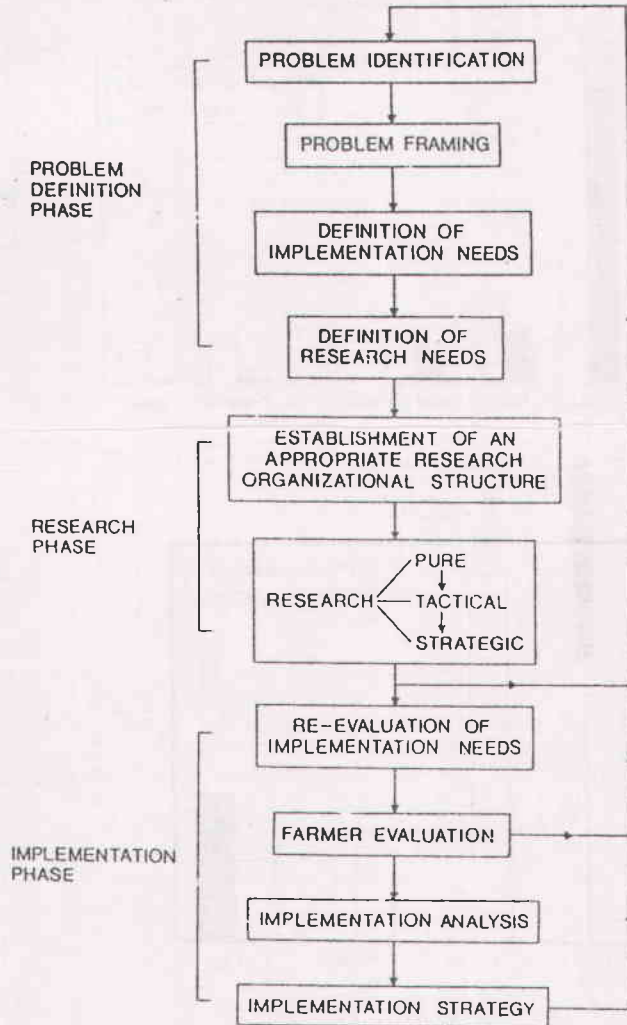 PROBLEM IDENTIFICATION
PROBLEM FRAMING
PROBLEM
DEFINITION
PHASE
DEFINITION OF
IMPLEMENTATION NEEDS
DEFINITION OF
RESEARCH NEEDS
ESTABLISHMENT OF AN
APPROPRIATE RESEARCH
ORGANIZATIONAL STRUCTURE
RESEARCH
PHASE
PURE
RESEARCH TACTICAL
STRATEGIC
RE-EVALUATION OF
IMPLEMENTATION NEEDS
FARMER EVALUATION
IMPLEMENTATION
PHASE
IMPLEMENTATION ANALYSIS
IMPLEMENTATION STRATEGY